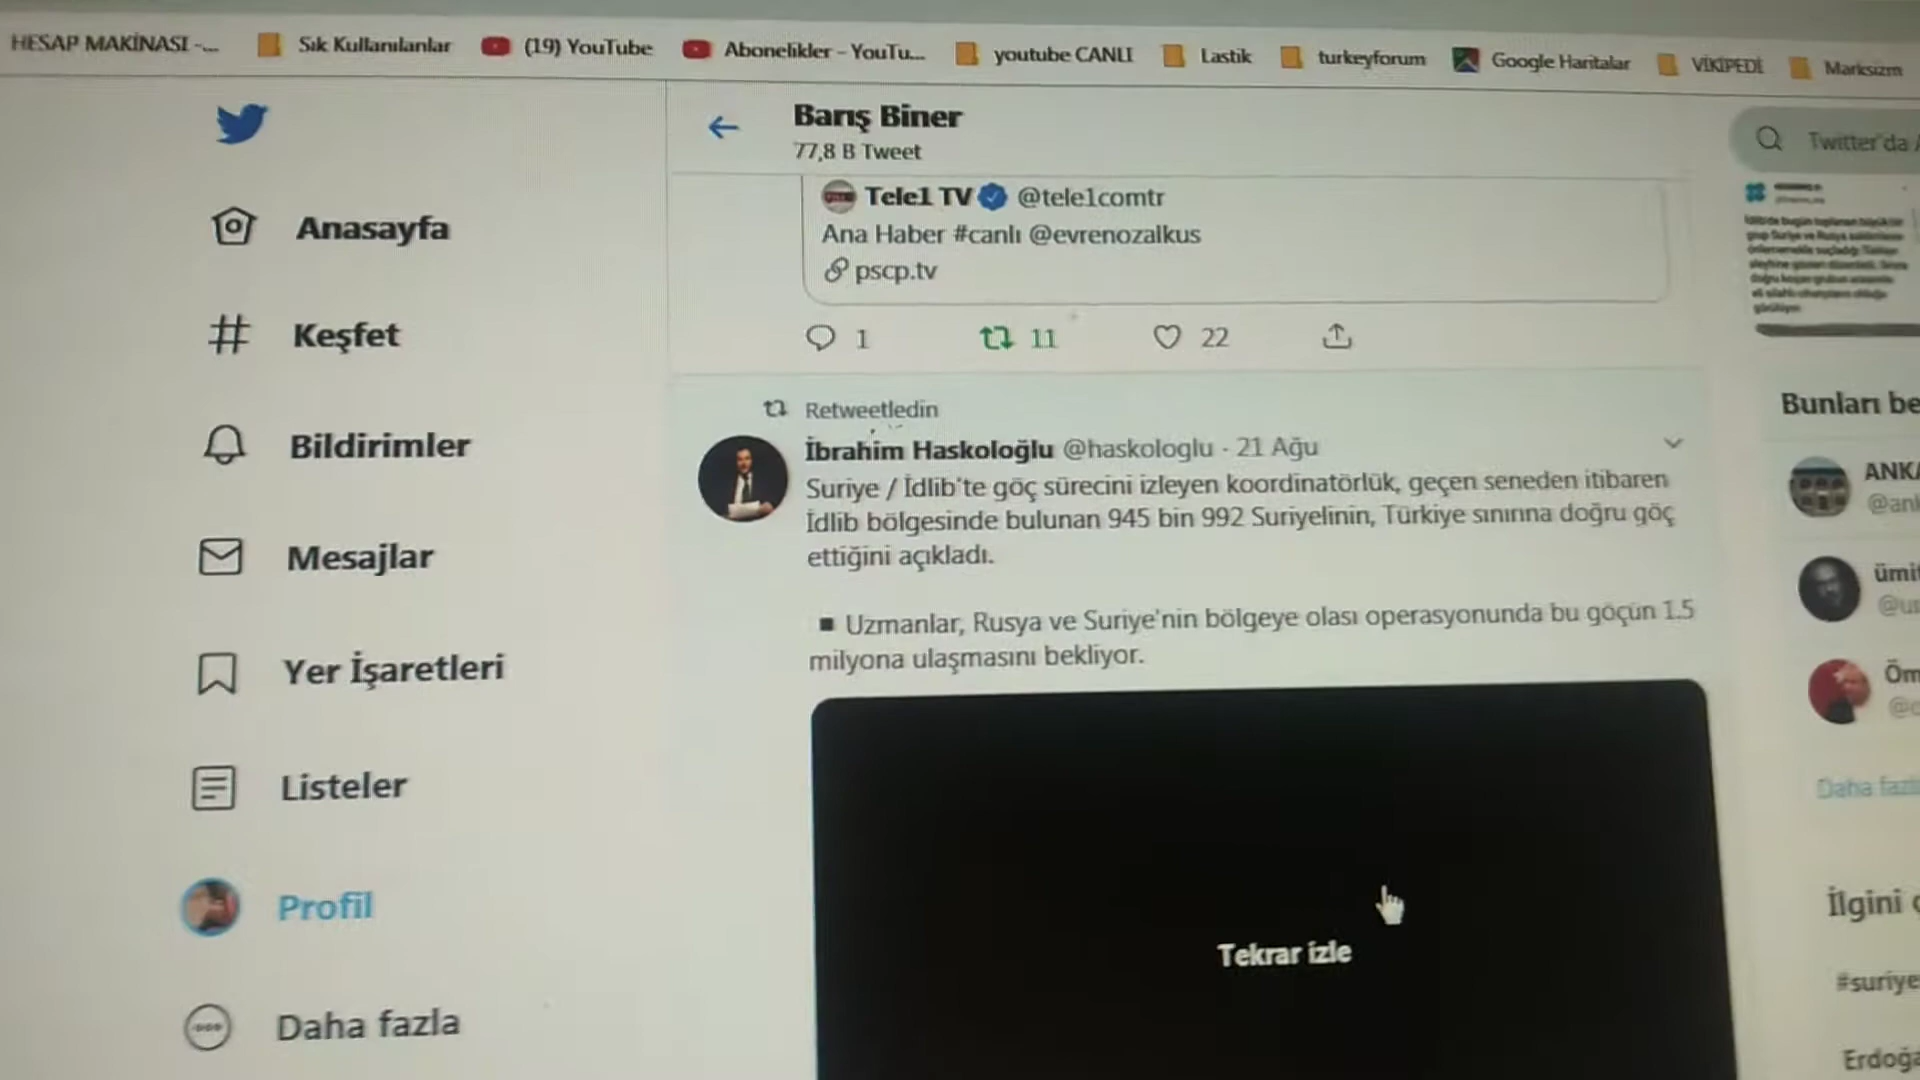 HESAP MAKİNASI -...
Sık Kullanılanlar
(19) YouTube
Abonelikler - YouTu...
youtube CANLI
Lastik
turkeyforum
Google Haritalar
VİKİPEDİ
Marksizm
Barış Biner
77,8 B Tweet
Twitter'da A
Tele1 TV @tele1comtr
Ana Haber #canlı @evrenozalkus
pscp.tv
1
11
22
Anasayfa
Keşfet
Bildirimler
Mesajlar
Yer İşaretleri
Listeler
Profil
Daha fazla
Retweetledin
İbrahim Haskoloğlu @haskologlu · 21 Ağu
Suriye / İdlib'te göç sürecini izleyen koordinatörlük, geçen seneden itibaren
İdlib bölgesinde bulunan 945 bin 992 Suriyelinin, Türkiye sınırına doğru göç
ettiğini açıkladı.
■ Uzmanlar, Rusya ve Suriye'nin bölgeye olası operasyonunda bu göçün 1.5
milyona ulaşmasını bekliyor.
Tekrar izle
Bunları be
ANKA
@ank
ümit
Öm
Daha fazla
İlgini ç
#suriye
Erdoğa